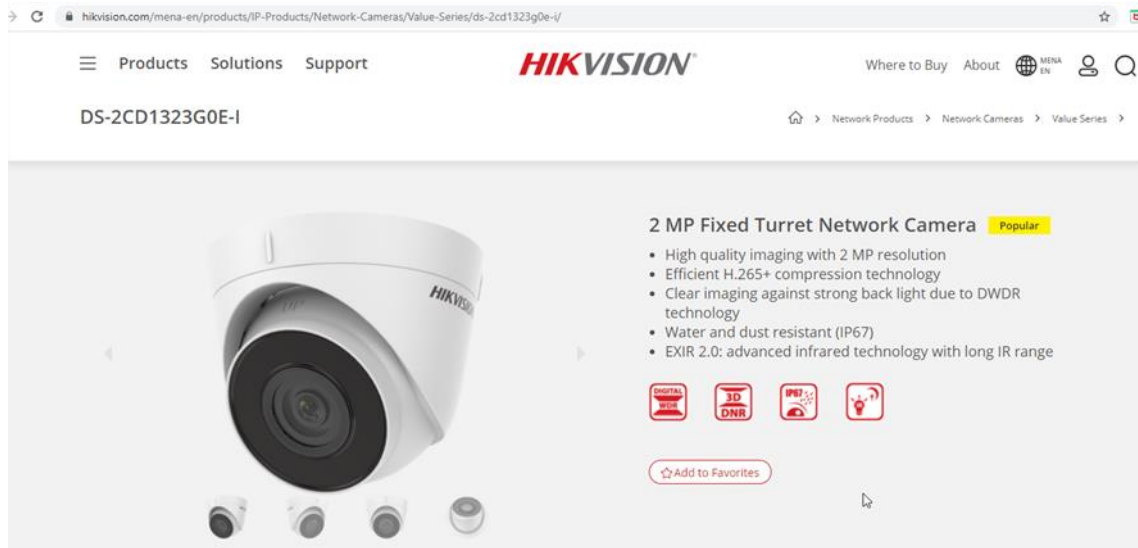 hikvision.com/mena-en/products/IP-Products/Network-Cameras/Value-Series/ds-2cd1323g0e-i/
Products Solutions Support HIKVISION® Where to Buy About MENA
EN
DS-2CD1323G0E-I
> Network Products > Network Cameras > Value Series >
2 MP Fixed Turret Network Camera Popular
• High quality imaging with 2 MP resolution
• Efficient H.265+ compression technology
• Clear imaging against strong back light due to DWDR
technology
• Water and dust resistant (IP67)
• EXIR 2.0: advanced infrared technology with long IR range
HIKVISION
DIGITAL
WDR
3D
DNR
IP67
Add to Favorites